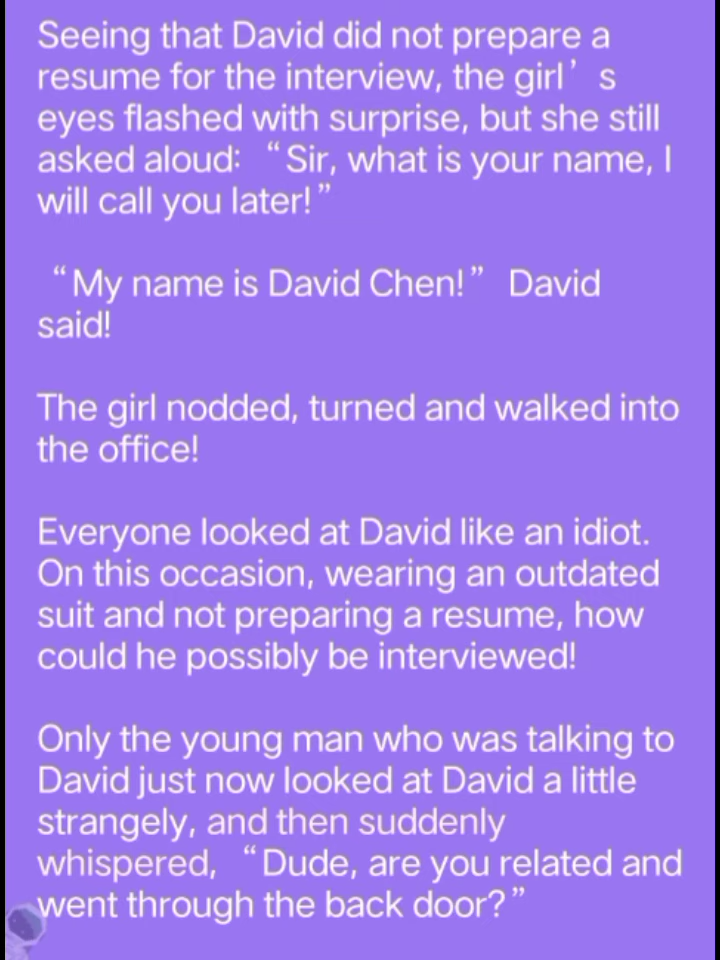 Seeing that David did not prepare a
resume for the interview, the girl’s
eyes flashed with surprise, but she still
asked aloud: “Sir, what is your name, I
will call you later!”
“My name is David Chen!” David
said!
The girl nodded, turned and walked into
the office!
Everyone looked at David like an idiot.
On this occasion, wearing an outdated
suit and not preparing a resume, how
could he possibly be interviewed!
Only the young man who was talking to
David just now looked at David a little
strangely, and then suddenly
whispered, “Dude, are you related and
went through the back door?”